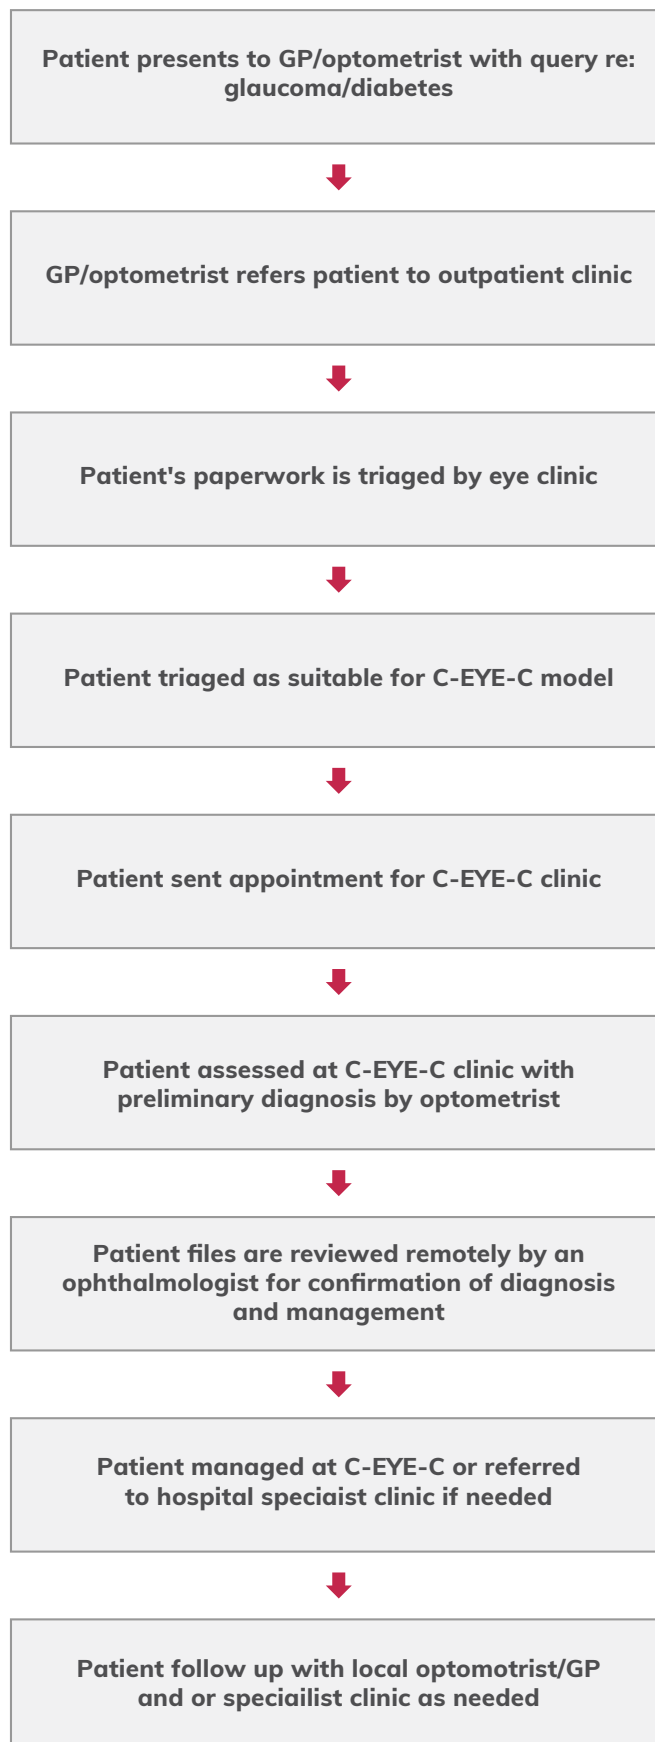 Patient presents to GP/optometrist with query re:
glaucoma/diabetes
GP/optometrist refers patient to outpatient clinic
Patient's paperwork is triaged by eye clinic
Patient triaged as suitable for C-EYE-C model
Patient sent appointment for C-EYE-C clinic
Patient assessed at C-EYE-C clinic with
preliminary diagnosis by optometrist
Patient files are reviewed remotely by an
ophthalmologist for confirmation of diagnosis
and management
Patient managed at C-EYE-C or referred
to hospital speciaist clinic if needed
Patient follow up with local optomotrist/GP
and or speciailist clinic as needed